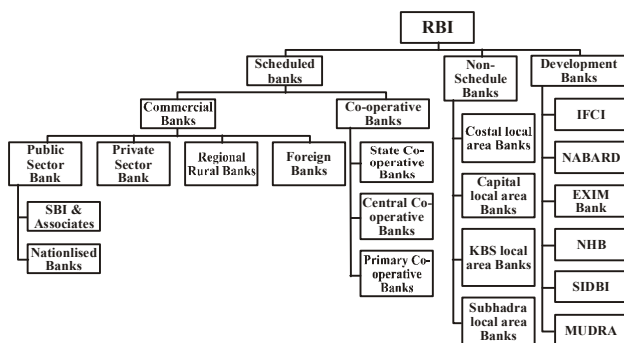 RBI
Scheduled
banks
Non-
Schedule
Banks
Development
Banks
Commercial
Banks
Co-operative
Banks
Public
Sector
Bank
Private
Sector
Bank
Regional
Rural Banks
Foreign
Banks
SBI &
Associates
Nationlised
Banks
State Co-
operative
Banks
Central Co-
operative
Banks
Primary Co-
operative
Banks
Costal local
area Banks
Capital
local area
Banks
KBS local
area Banks
Subhadra
local area
Banks
IFCI
NABARD
EXIM
Bank
NHB
SIDBI
MUDRA